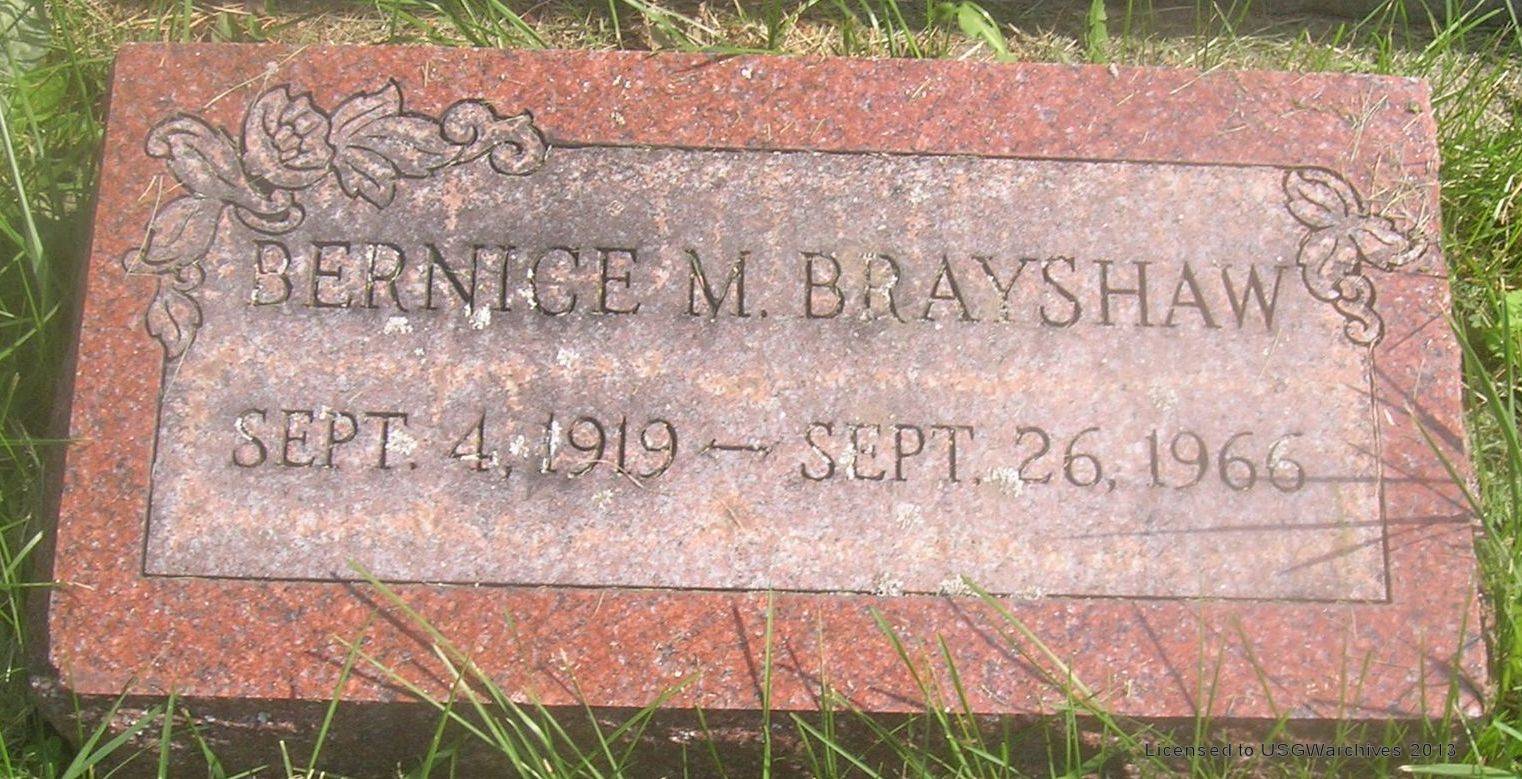 BERNICE M. BRAYSHAW
SEPT. 4, 1919 — SEPT. 26, 1966
Licensed to USGWarchives 2013